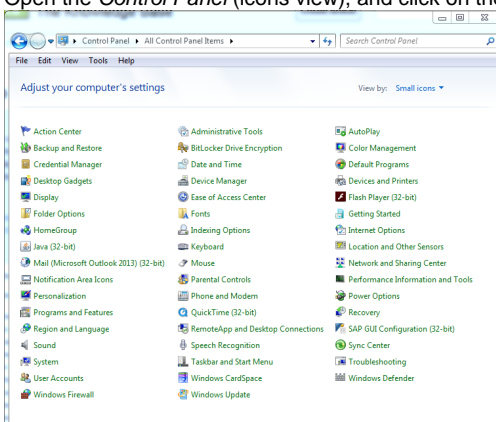 Open the Control Panel (icons view), and click on the
Control Panel ▸ All Control Panel Items ▸
Search Control Panel
File Edit View Tools Help
Adjust your computer's settings
View by: Small icons
Action Center
Administrative Tools
AutoPlay
Backup and Restore
BitLocker Drive Encryption
Color Management
Credential Manager
Date and Time
Default Programs
Desktop Gadgets
Device Manager
Devices and Printers
Display
Ease of Access Center
Flash Player (32-bit)
Folder Options
Fonts
Getting Started
HomeGroup
Indexing Options
Internet Options
Java (32-bit)
Keyboard
Location and Other Sensors
Mail (Microsoft Outlook 2013) (32-bit)
Mouse
Network and Sharing Center
Notification Area Icons
Parental Controls
Performance Information and Tools
Personalization
Phone and Modem
Power Options
Programs and Features
QuickTime (32-bit)
Recovery
Region and Language
RemoteApp and Desktop Connections
SAP GUI Configuration (32-bit)
Sound
Speech Recognition
Sync Center
System
Taskbar and Start Menu
Troubleshooting
User Accounts
Windows CardSpace
Windows Defender
Windows Firewall
Windows Update